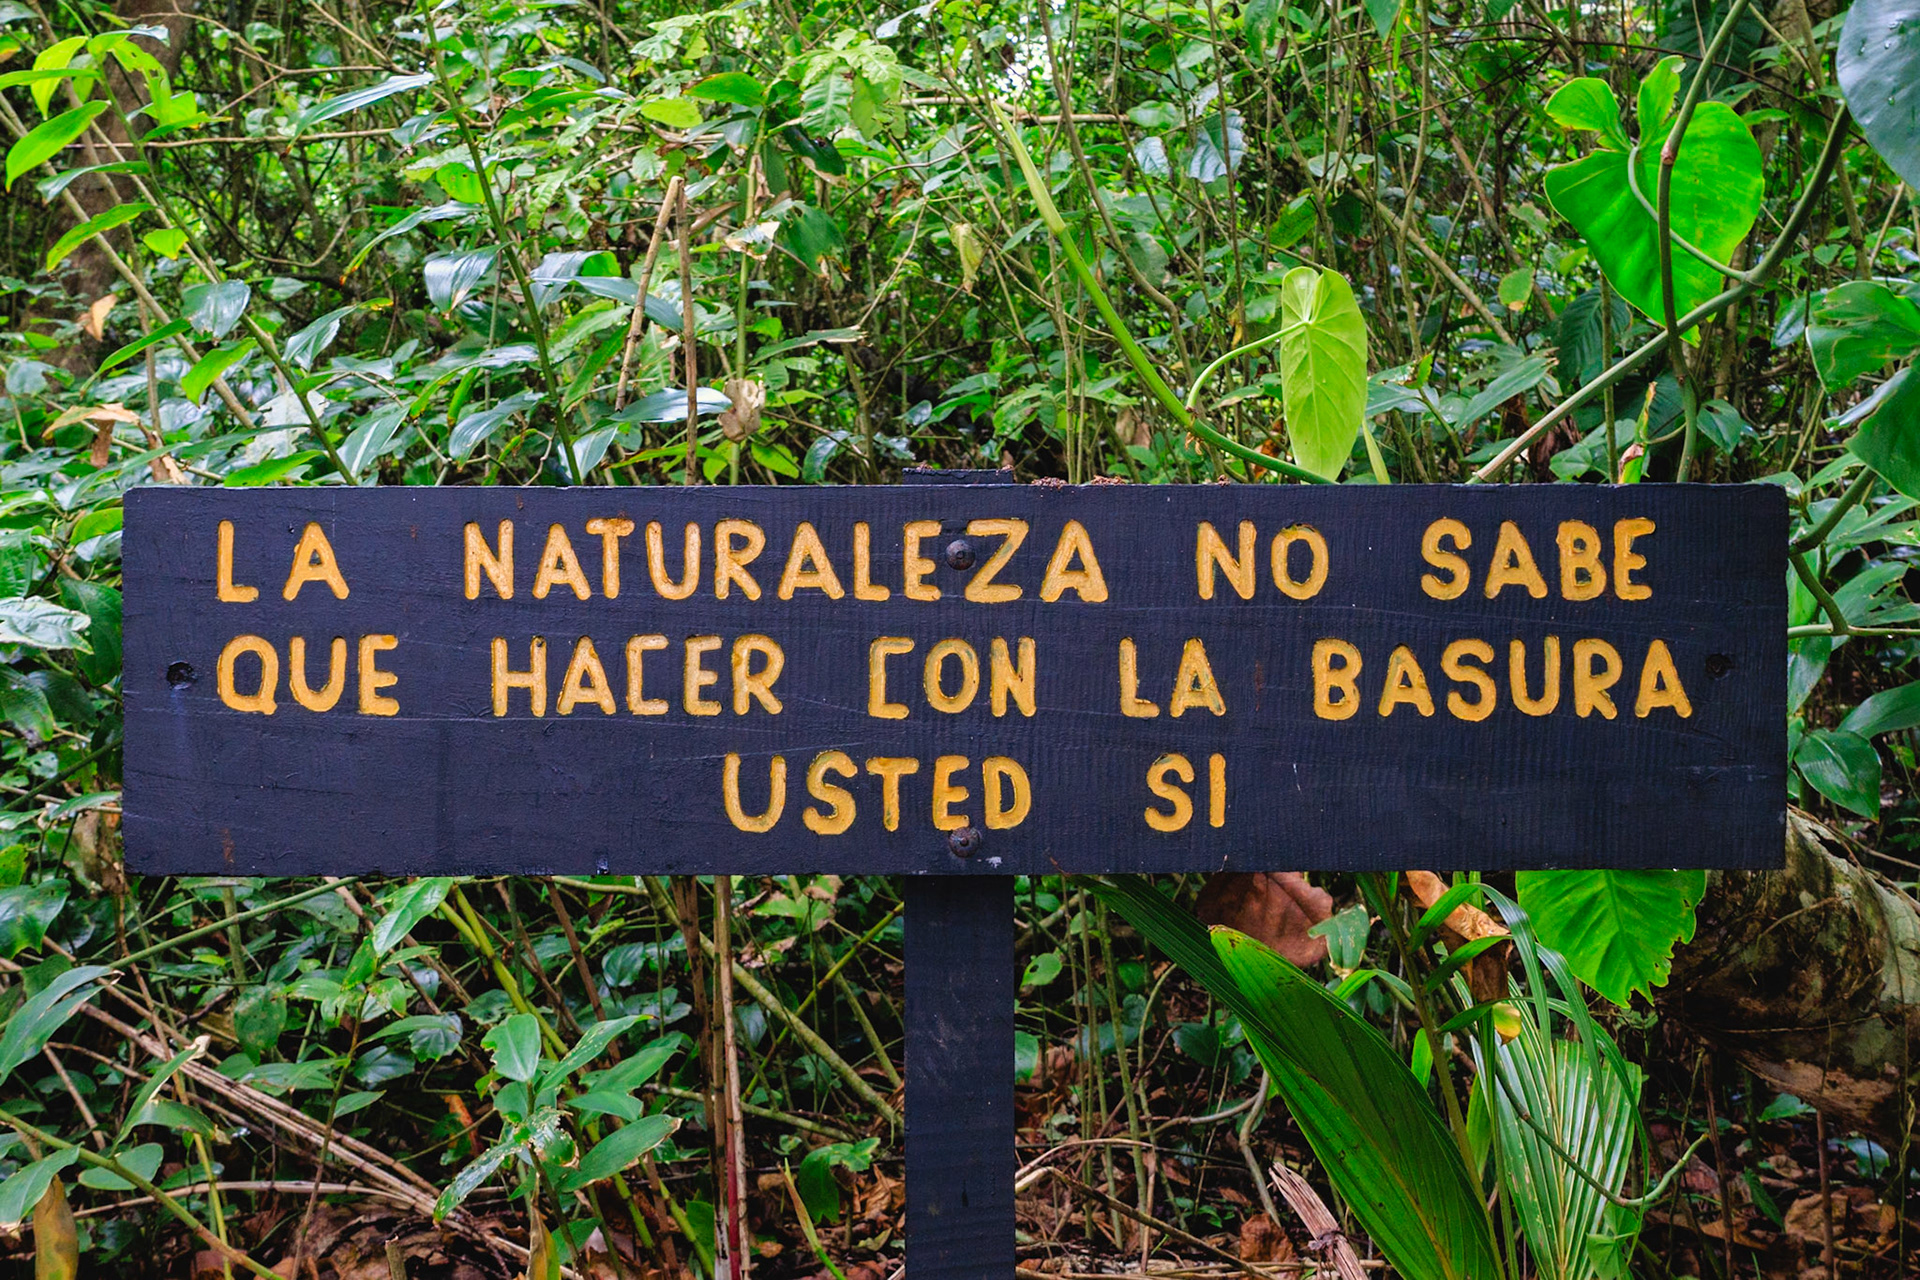 LA NATURALEZA NO SABE
QUE HACER CON LA BASURA
USTED SI